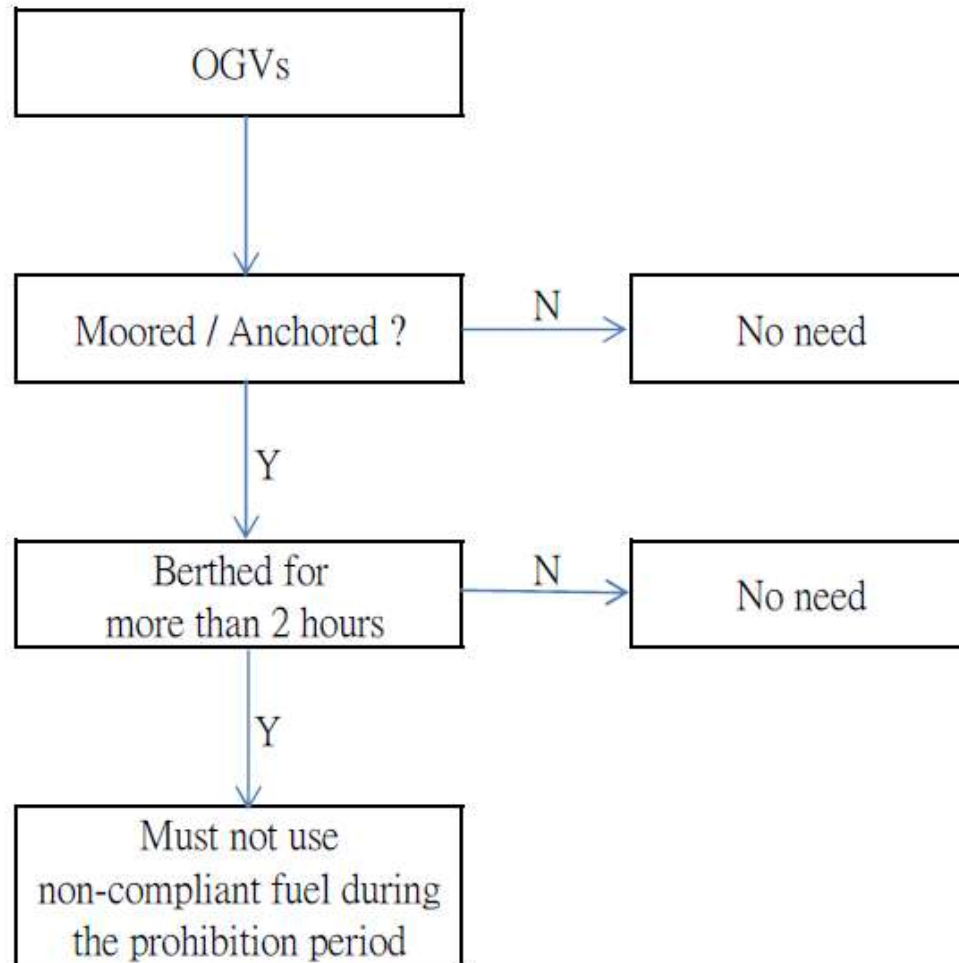 OGVs
Moored / Anchored ?
N
No need
Y
Berthed for
more than 2 hours
N
No need
Y
Must not use
non-compliant fuel during
the prohibition period